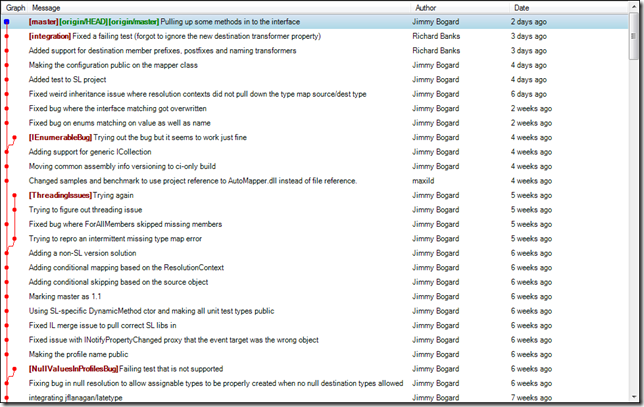 Graph Message Author Date
[master][origin/HEAD][origin/master] Pulling up some methods in to the interface Jimmy Bogard 2 days ago
[integration] Fixed a failing test (forgot to ignore the new destination transformer property) Richard Banks 3 days ago
Added support for destination member prefixes, postfixes and naming transformers Richard Banks 3 days ago
Making the configuration public on the mapper class Jimmy Bogard 4 days ago
Added test to SL project Jimmy Bogard 4 days ago
Fixed weird inheritance issue where resolution contexts did not pull down the type map source/dest type Jimmy Bogard 6 days ago
Fixed bug where the interface matching got overwritten Jimmy Bogard 2 weeks ago
Fixed bug on enums matching on value as well as name Jimmy Bogard 2 weeks ago
[IEnumerableBug] Trying out the bug but it seems to work just fine Jimmy Bogard 4 weeks ago
Adding support for generic ICollection Jimmy Bogard 4 weeks ago
Moving common assembly info versioning to ci-only build Jimmy Bogard 4 weeks ago
Changed samples and benchmark to use project reference to AutoMapper.dll instead of file reference. maxild 4 weeks ago
[ThreadingIssues] Trying again Jimmy Bogard 5 weeks ago
Trying to figure out threading issue Jimmy Bogard 5 weeks ago
Fixed bug where ForAllMembers skipped missing members Jimmy Bogard 5 weeks ago
Trying to repro an intermittent missing type map error Jimmy Bogard 5 weeks ago
Adding a non-SL version solution Jimmy Bogard 6 weeks ago
Adding conditional mapping based on the ResolutionContext Jimmy Bogard 6 weeks ago
Adding conditional skipping based on the source object Jimmy Bogard 6 weeks ago
Marking master as 1.1 Jimmy Bogard 6 weeks ago
Using SL-specific DynamicMethod ctor and making all unit test types public Jimmy Bogard 6 weeks ago
Fixed IL merge issue to pull correct SL libs in Jimmy Bogard 6 weeks ago
Fixed issue with INotifyPropertyChanged proxy that the event target was the wrong object Jimmy Bogard 6 weeks ago
Making the profile name public Jimmy Bogard 6 weeks ago
[NullValuesInProfilesBug] Failing test that is not supported Jimmy Bogard 6 weeks ago
Fixing bug in null resolution to allow assignable types to be properly created when no null destination types allowed Jimmy Bogard 6 weeks ago
integrating jflanagan/latetype Jimmy Bogard 7 weeks ago